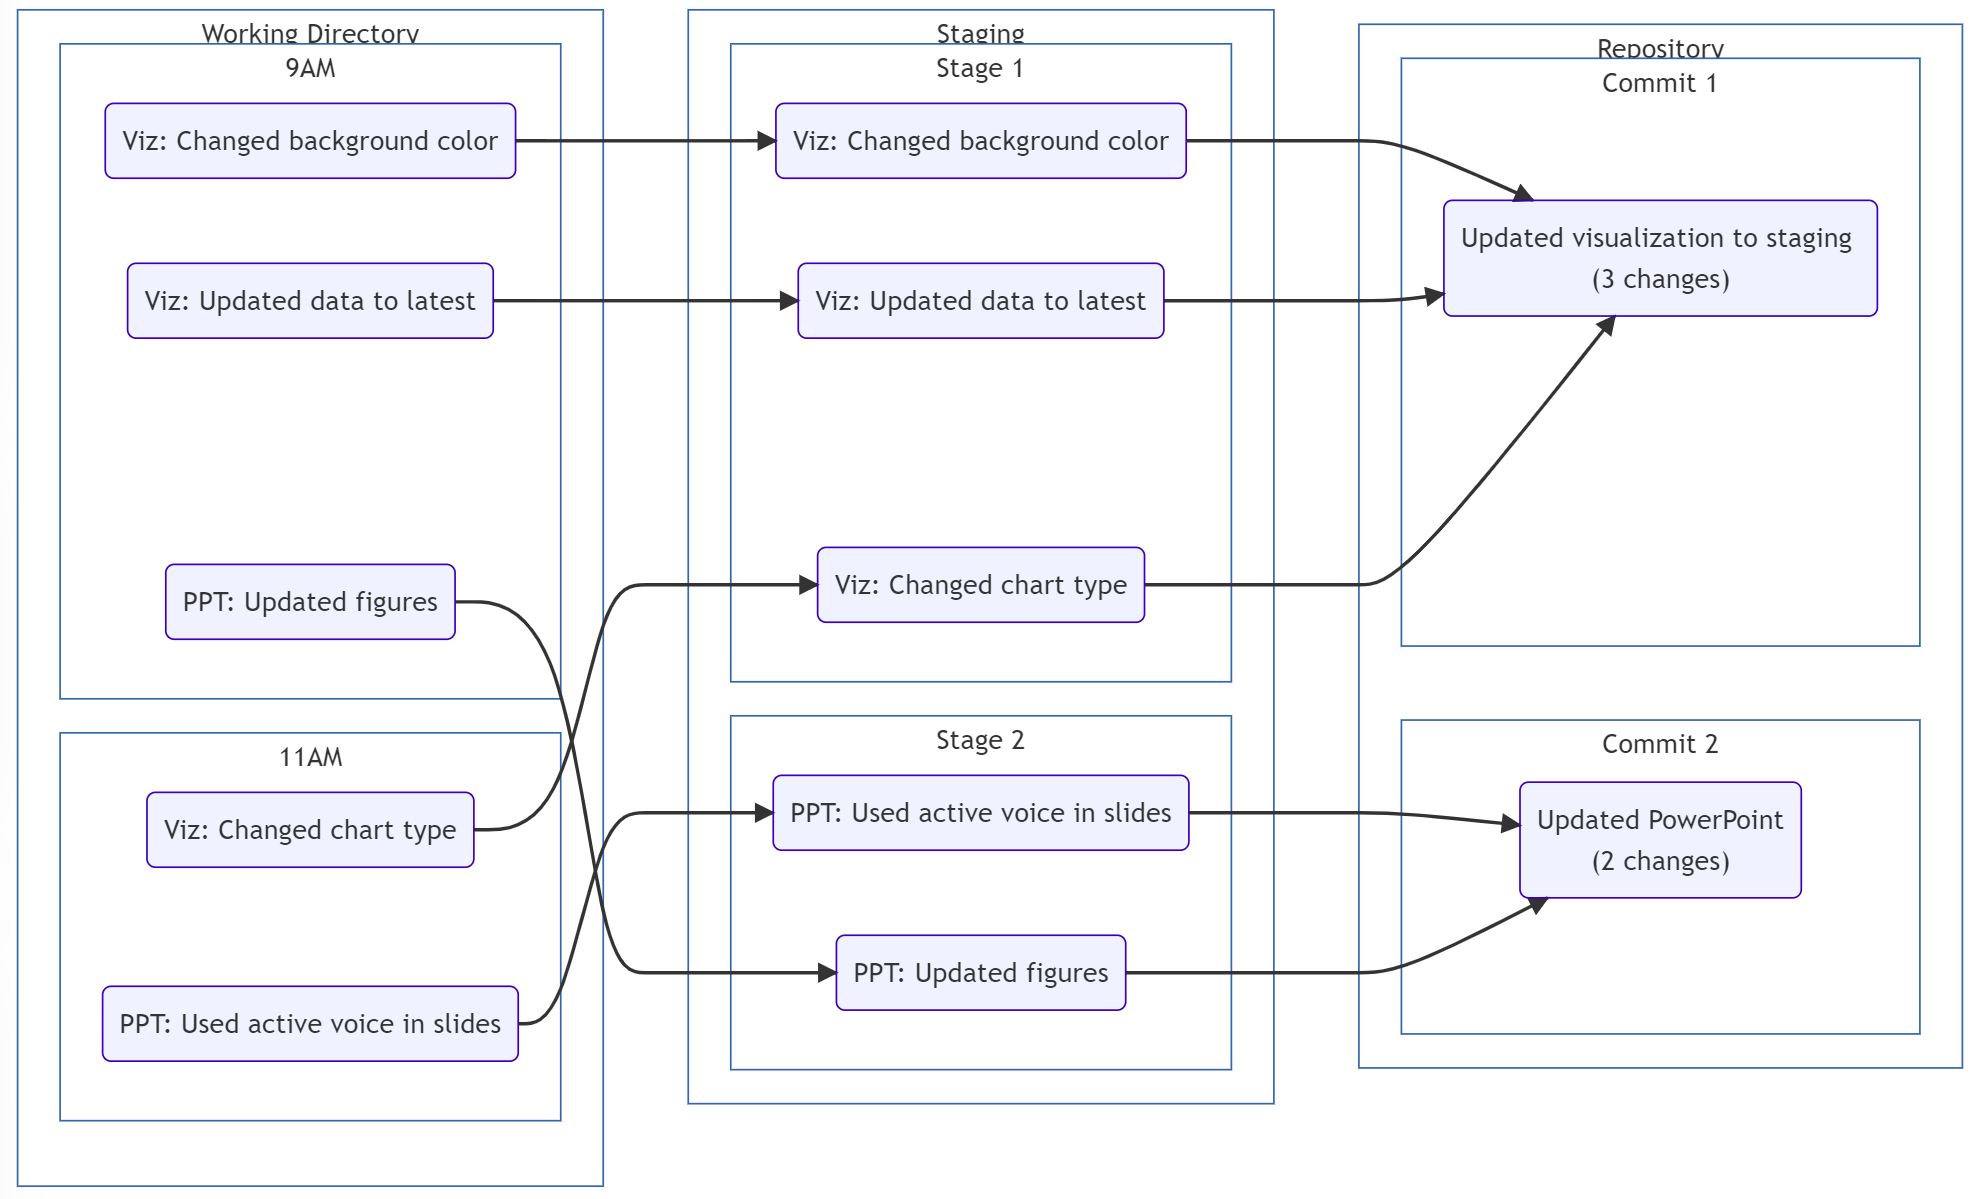 Working Directory
9AM
Viz: Changed background color
Viz: Updated data to latest
PPT: Updated figures
11AM
Viz: Changed chart type
PPT: Used active voice in slides
Staging
Stage 1
Viz: Changed background color
Viz: Updated data to latest
Viz: Changed chart type
Stage 2
PPT: Used active voice in slides
PPT: Updated figures
Repository
Commit 1
Updated visualization to staging
(3 changes)
Commit 2
Updated PowerPoint
(2 changes)